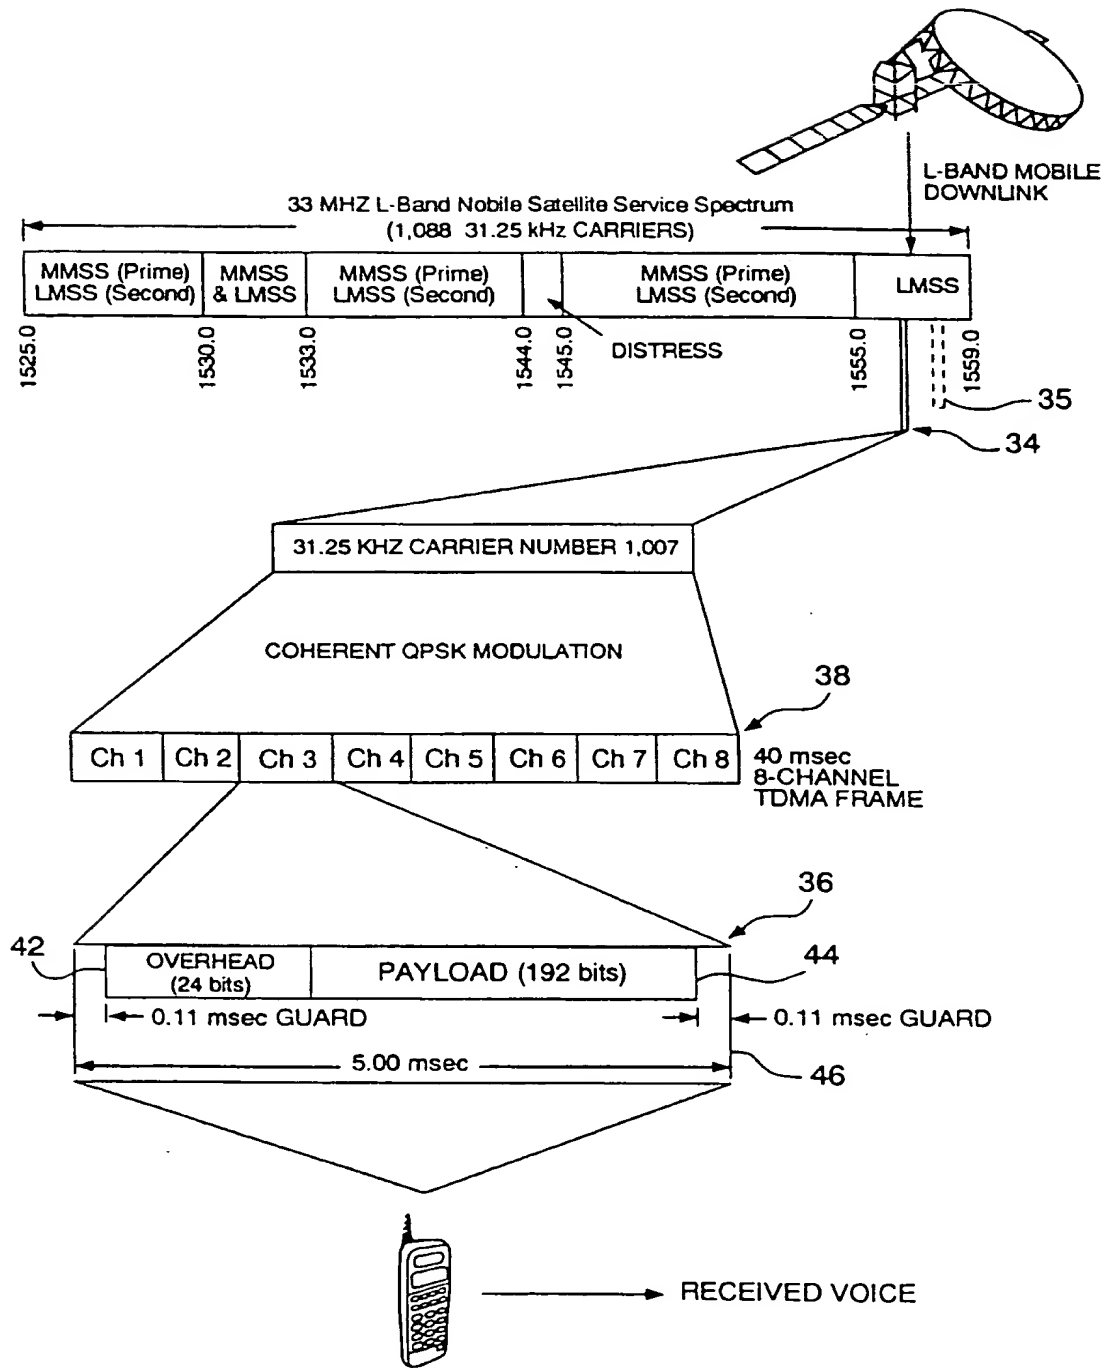 L-BAND MOBILE
DOWNLINK
33 MHZ L-Band Nobile Satellite Service Spectrum
(1,088 31.25 kHz CARRIERS)
MMSS (Prime)
LMSS (Second)
MMSS
& LMSS
MMSS (Prime)
LMSS (Second)
MMSS (Prime)
LMSS (Second)
LMSS
1525.0
1530.0
1533.0
1544.0
1545.0
DISTRESS
1555.0
1559.0
35
34
31.25 KHZ CARRIER NUMBER 1,007
COHERENT QPSK MODULATION
38
Ch 1
Ch 2
Ch 3
Ch 4
Ch 5
Ch 6
Ch 7
Ch 8
40 msec
8-CHANNEL
TDMA FRAME
36
42
OVERHEAD
(24 bits)
PAYLOAD (192 bits)
44
0.11 msec GUARD
0.11 msec GUARD
5.00 msec
46
RECEIVED VOICE